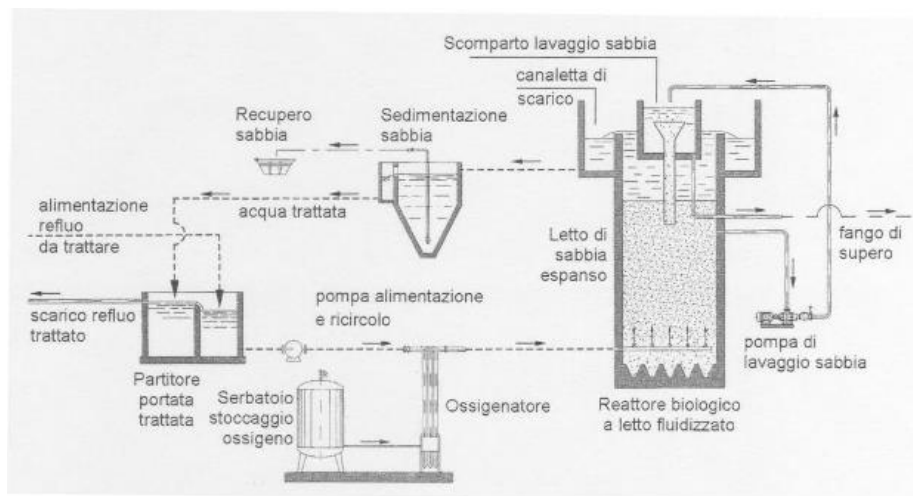 Scomparto lavaggio sabbia
canaletta di
scarico
Recupero
sabbia
Sedimentazione
sabbia
alimentazione
refluo
da trattare
acqua trattata
Letto di
sabbia
espanso
fango di
supero
scarico refluo
trattato
pompa alimentazione
e ricircolo
pompa di
lavaggio sabbia
Partitore
portata
trattata
Serbatoio
stoccaggio
ossigeno
Ossigenatore
Reattore biologico
a letto fluidizzato